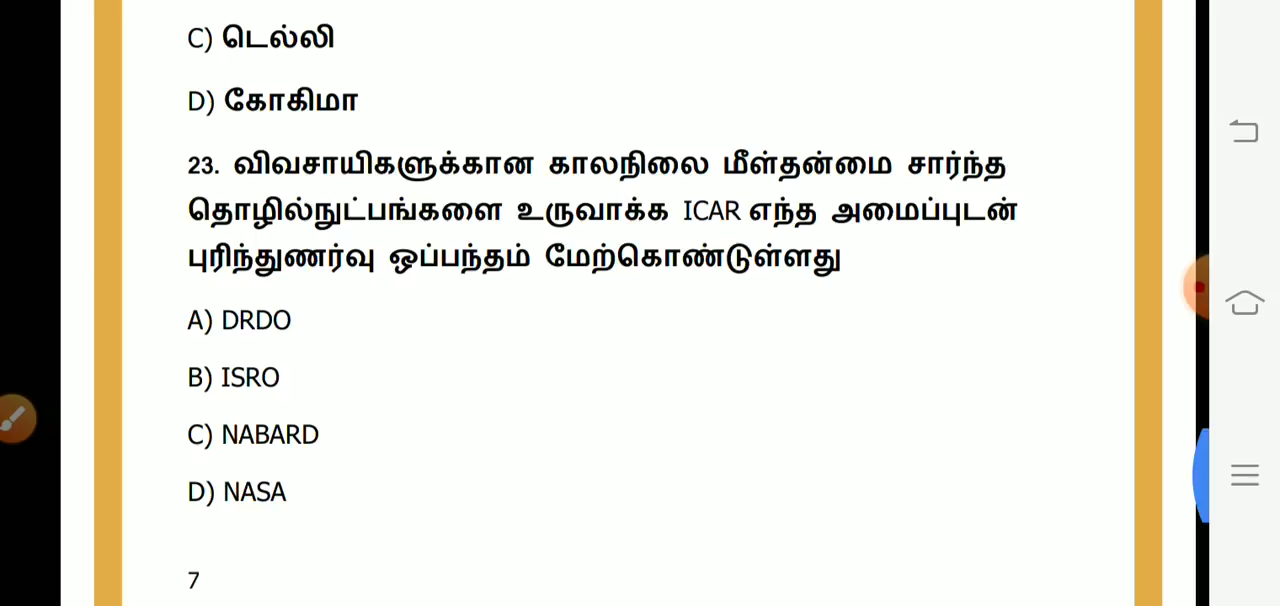 C) டெல்லி
D) கோகிமா
23. விவசாயிகளுக்கான காலநிலை மீள்தன்மை சார்ந்த
தொழில்நுட்பங்களை உருவாக்க ICAR எந்த அமைப்புடன்
புரிந்துணர்வு ஒப்பந்தம் மேற்கொண்டுள்ளது
A) DRDO
B) ISRO
C) NABARD
D) NASA
7